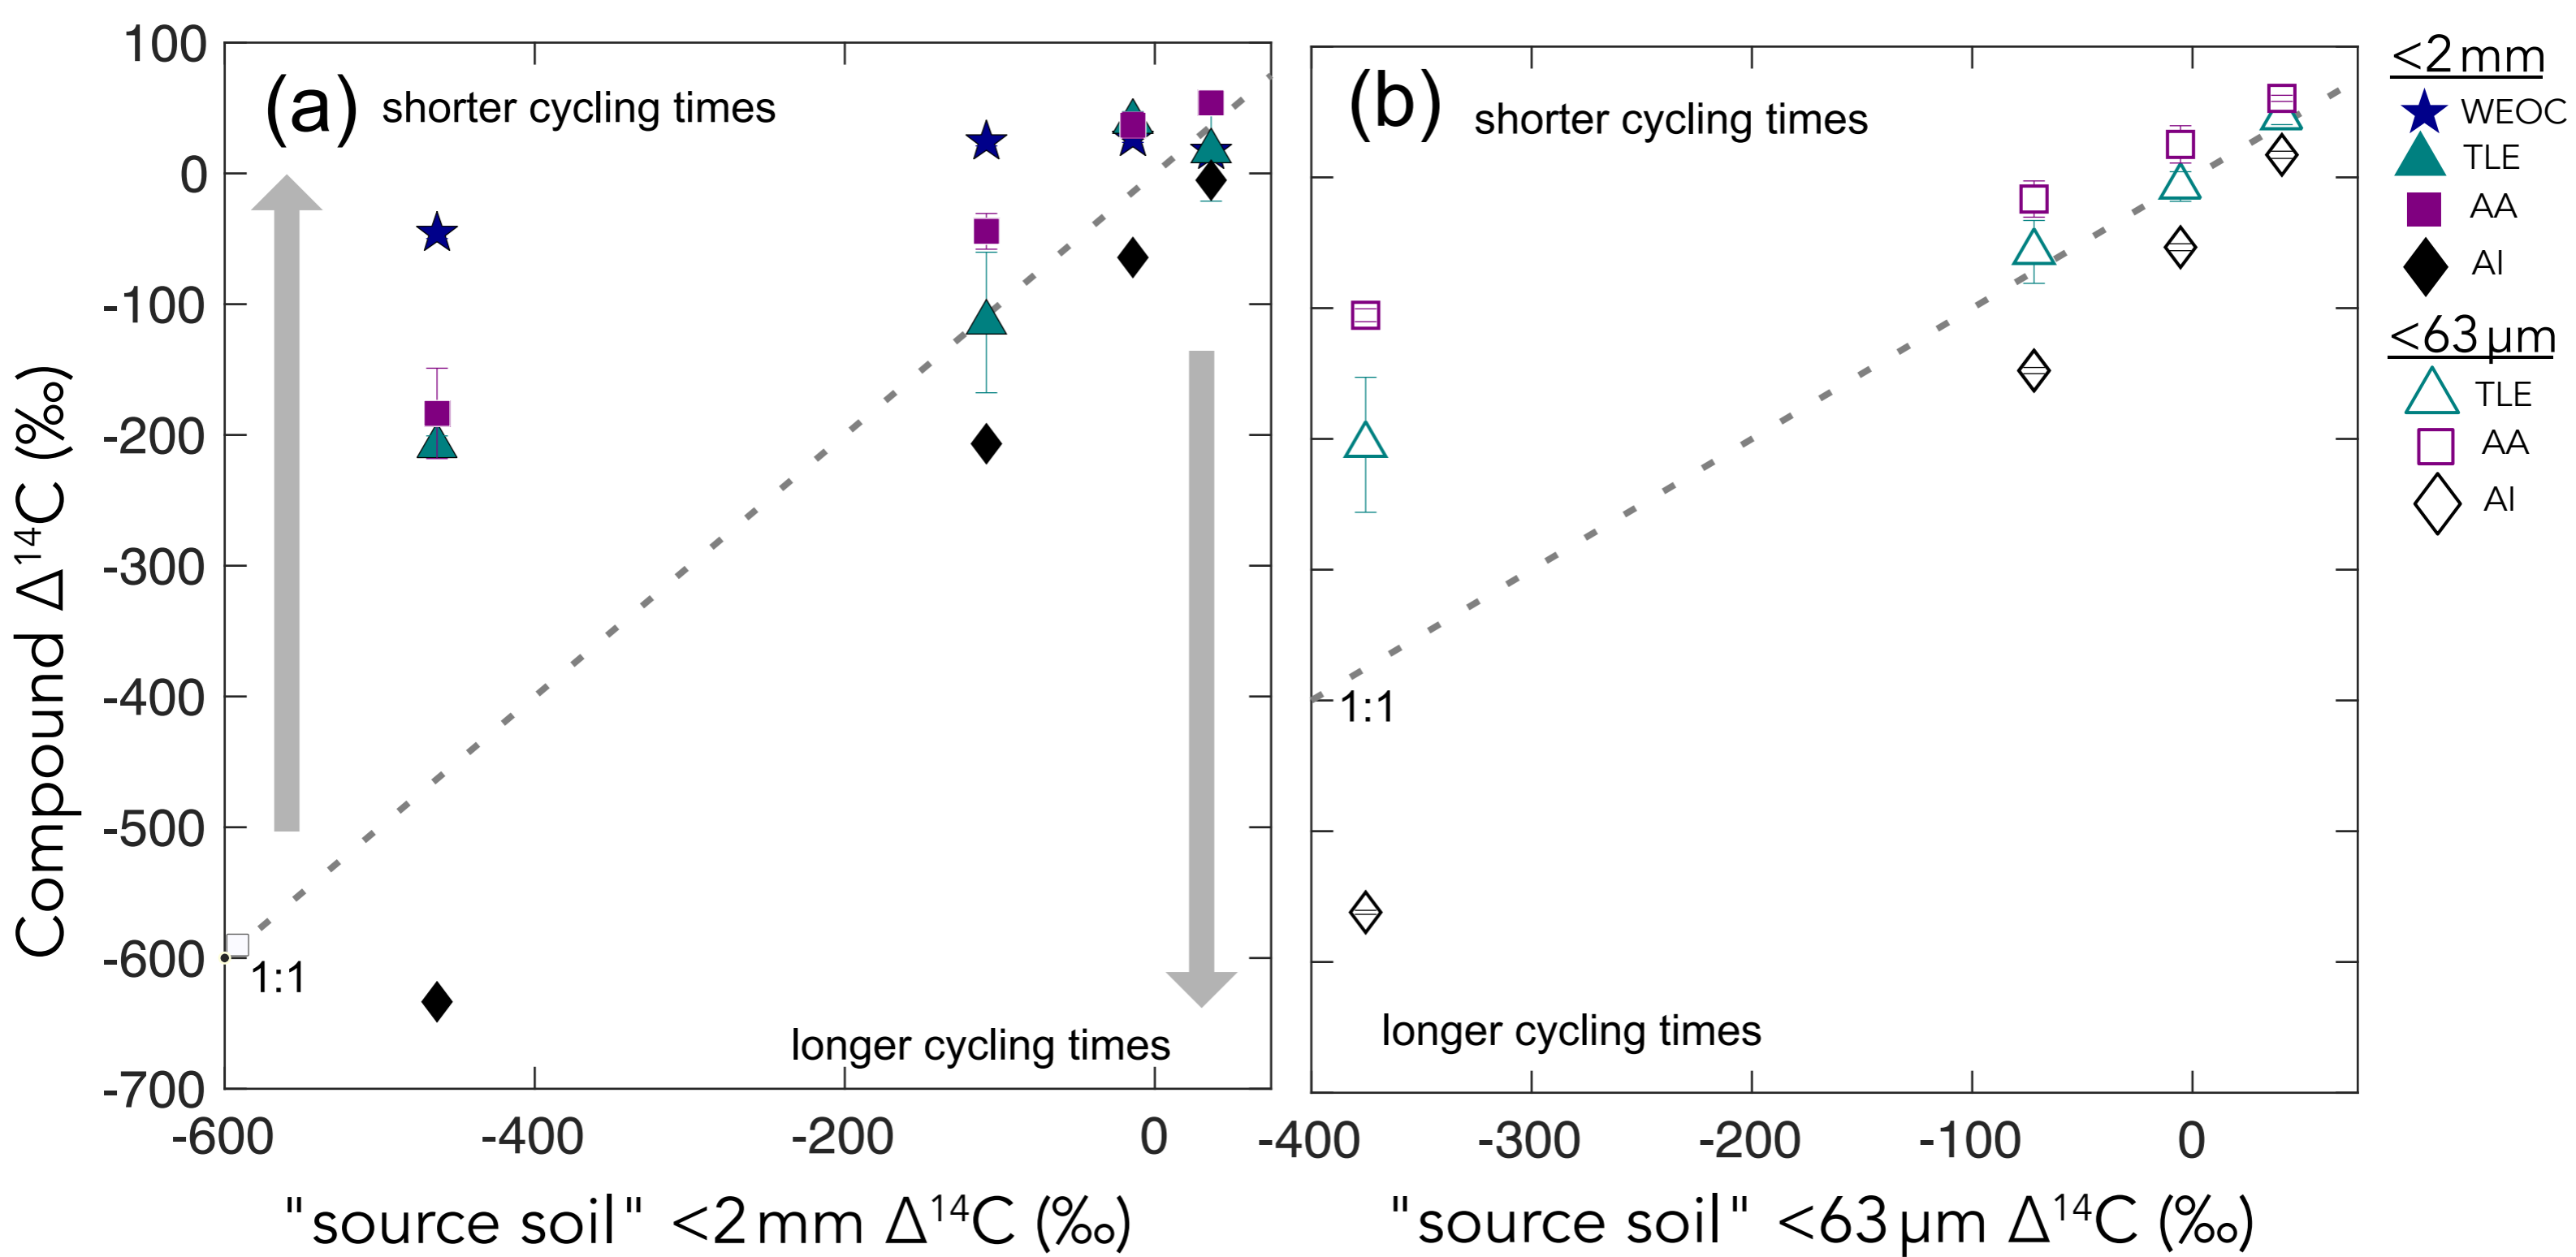 (a) shorter cycling times
(b) shorter cycling times
100
0
-100
-200
-300
-400
-500
-600
-700
Compound Δ¹⁴C (‰)
1:1
longer cycling times
-600 -400 -200 0
"source soil" <2 mm Δ¹⁴C (‰)
1:1
longer cycling times
-400 -300 -200 -100 0
"source soil" <63 µm Δ¹⁴C (‰)
<2 mm
WEOC
TLE
AA
AI
<63 µm
TLE
AA
AI